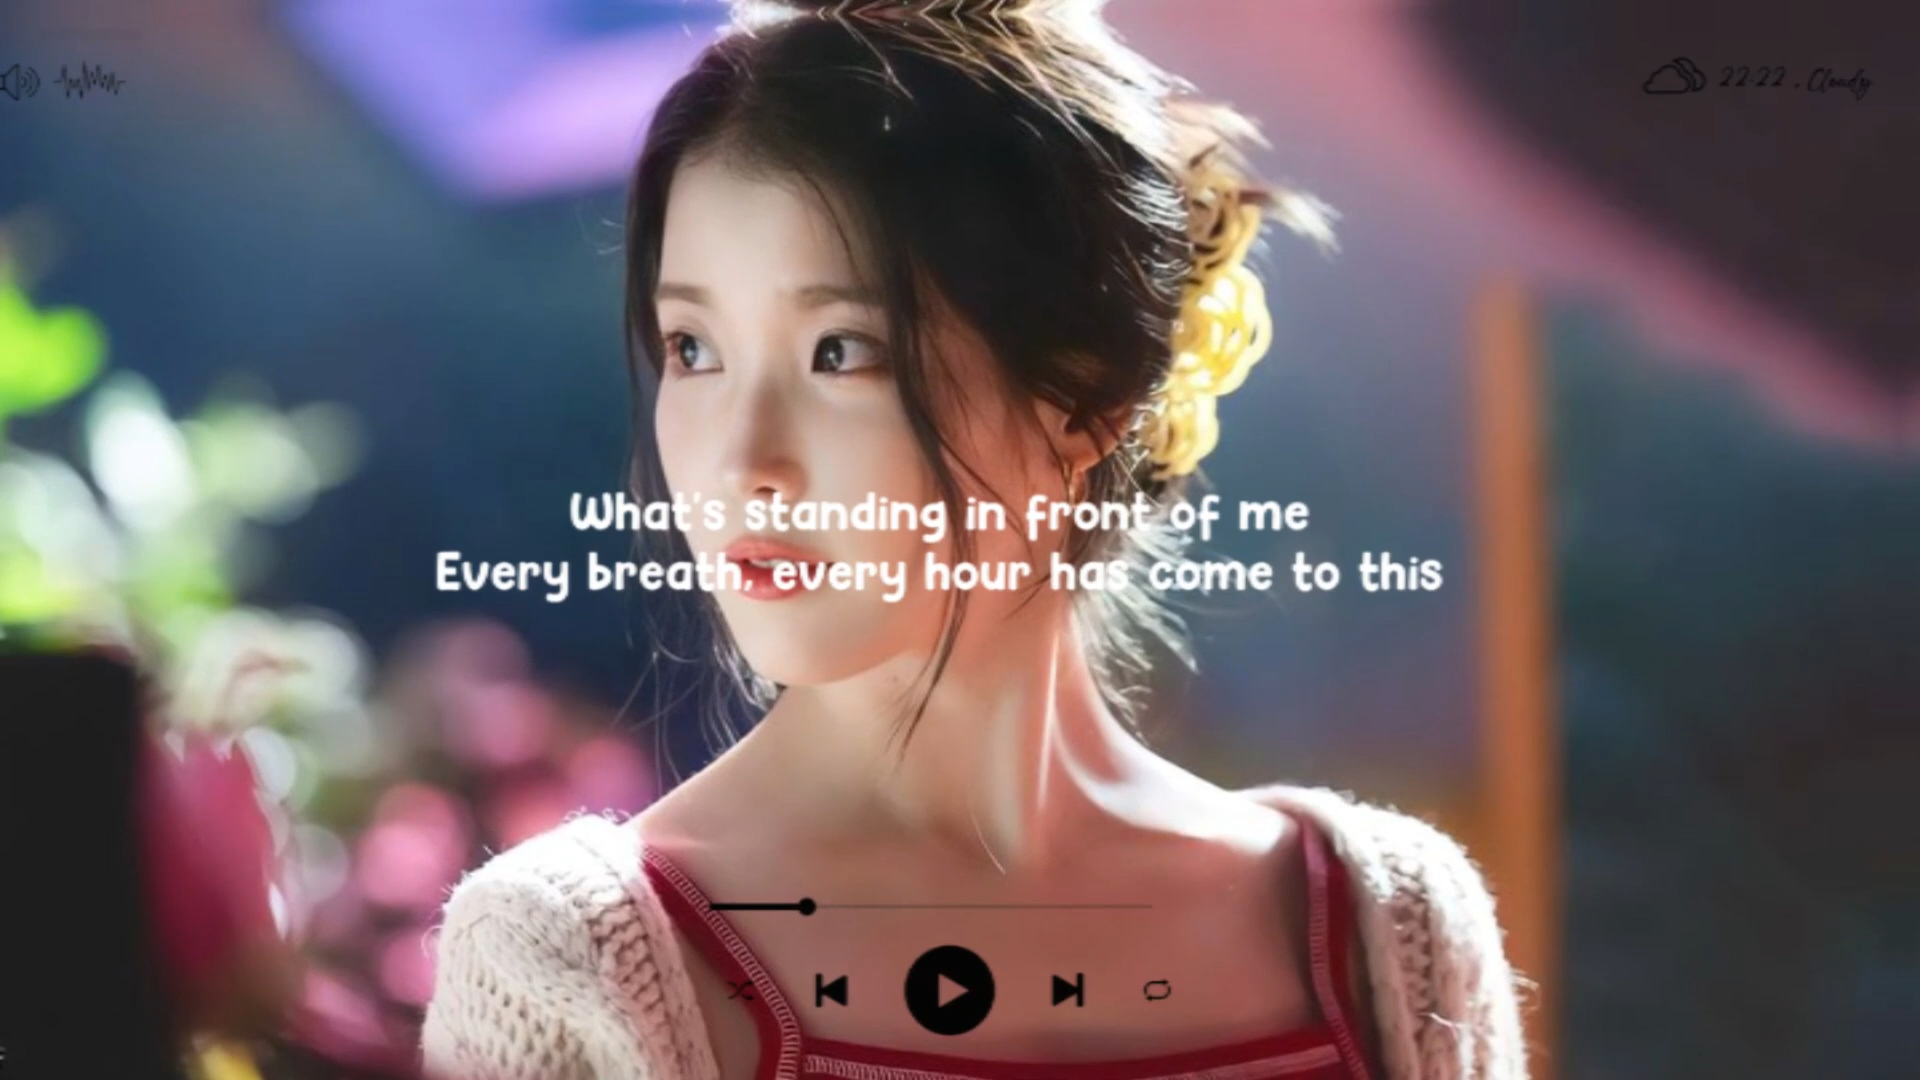 22:22 . Cloudy
What's standing in front of me
Every breath, every hour has come to this